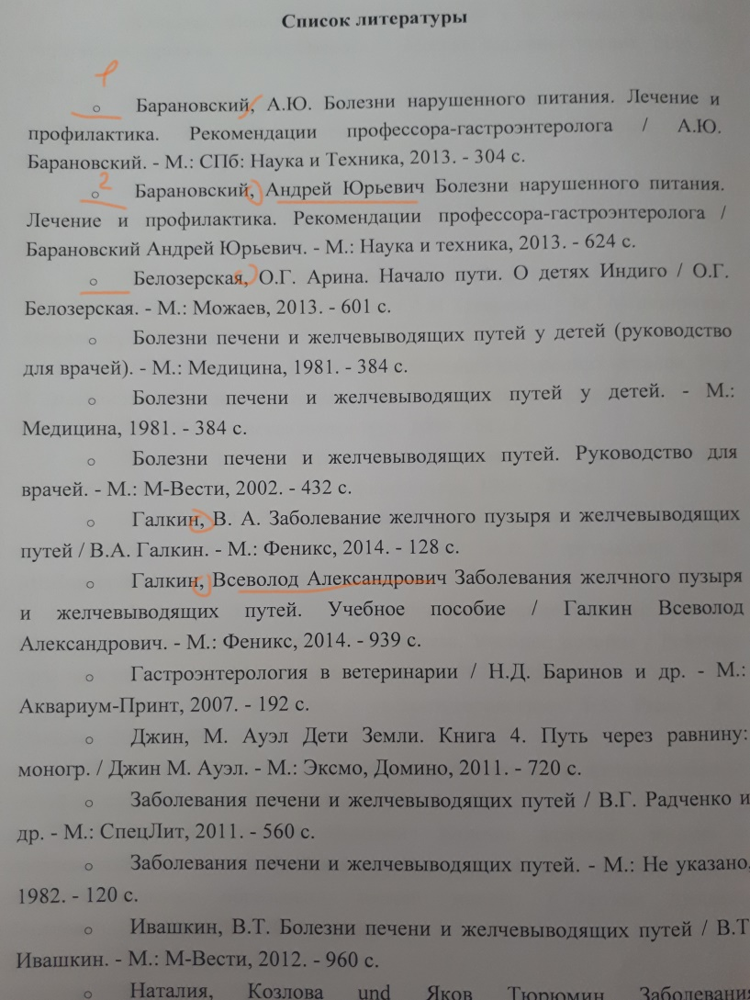 Список литературы
1
○ Барановский, А.Ю. Болезни нарушенного питания. Лечение и
профилактика. Рекомендации профессора-гастроэнтеролога / А.Ю.
Барановский. - М.: СПб: Наука и Техника, 2013. - 304 с.
2
○ Барановский, Андрей Юрьевич Болезни нарушенного питания.
Лечение и профилактика. Рекомендации профессора-гастроэнтеролога /
Барановский Андрей Юрьевич. - М.: Наука и техника, 2013. - 624 с.
○ Белозерская, О.Г. Арина. Начало пути. О детях Индиго / О.Г.
Белозерская. - М.: Можаев, 2013. - 601 с.
○ Болезни печени и желчевыводящих путей у детей (руководство
для врачей). - М.: Медицина, 1981. - 384 с.
○ Болезни печени и желчевыводящих путей у детей. - М.:
Медицина, 1981. - 384 с.
○ Болезни печени и желчевыводящих путей. Руководство для
врачей. - М.: М-Вести, 2002. - 432 с.
○ Галкин, В. А. Заболевание желчного пузыря и желчевыводящих
путей / В.А. Галкин. - М.: Феникс, 2014. - 128 с.
○ Галкин, Всеволод Александрович Заболевания желчного пузыря
и желчевыводящих путей. Учебное пособие / Галкин Всеволод
Александрович. - М.: Феникс, 2014. - 939 с.
○ Гастроэнтерология в ветеринарии / Н.Д. Баринов и др. - М.:
Аквариум-Принт, 2007. - 192 с.
○ Джин, М. Ауэл Дети Земли. Книга 4. Путь через равнину:
моногр. / Джин М. Ауэл. - М.: Эксмо, Домино, 2011. - 720 с.
○ Заболевания печени и желчевыводящих путей / В.Г. Радченко и
др. - М.: СпецЛит, 2011. - 560 с.
○ Заболевания печени и желчевыводящих путей. - М.: Не указано,
1982. - 120 с.
○ Ивашкин, В.Т. Болезни печени и желчевыводящих путей / В.Т
Ивашкин. - М.: М-Вести, 2012. - 960 с.
○ Наталия, Козлова und Яков Тюрюмин Заболевания